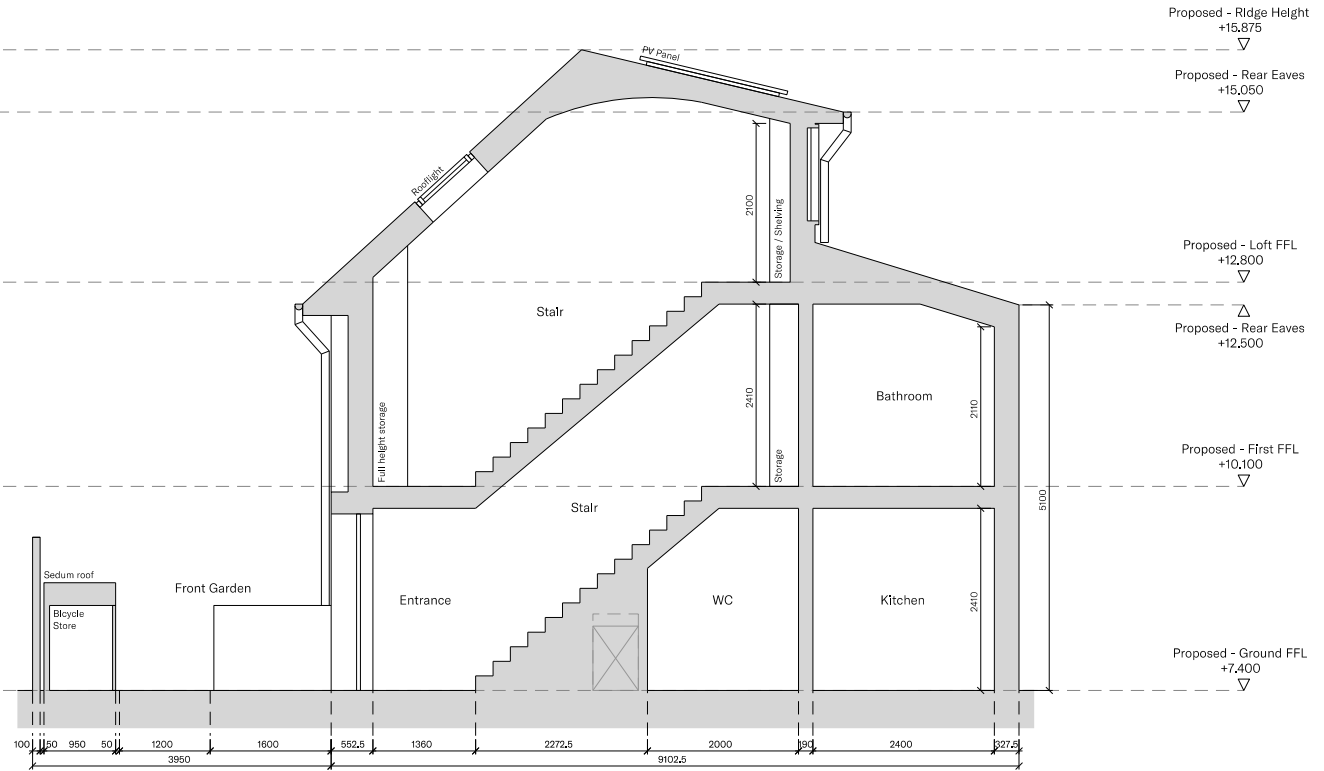 Proposed - Ridge Height
+15.875
PV Panel
Proposed - Rear Eaves
+15.050
Rooflight
2100
Storage / Shelving
Proposed - Loft FFL
+12.800
Stair
Proposed - Rear Eaves
+12.500
2410
Bathroom
2110
Full height storage
Storage
Proposed - First FFL
+10.100
Stair
5100
Sedum roof
Front Garden
Bicycle
Store
Entrance
WC
Kitchen
2410
Proposed - Ground FFL
+7.400
100
50
950
50
1200
1600
552.5
1360
2272.5
2000
190
2400
327.5
3950
9102.5